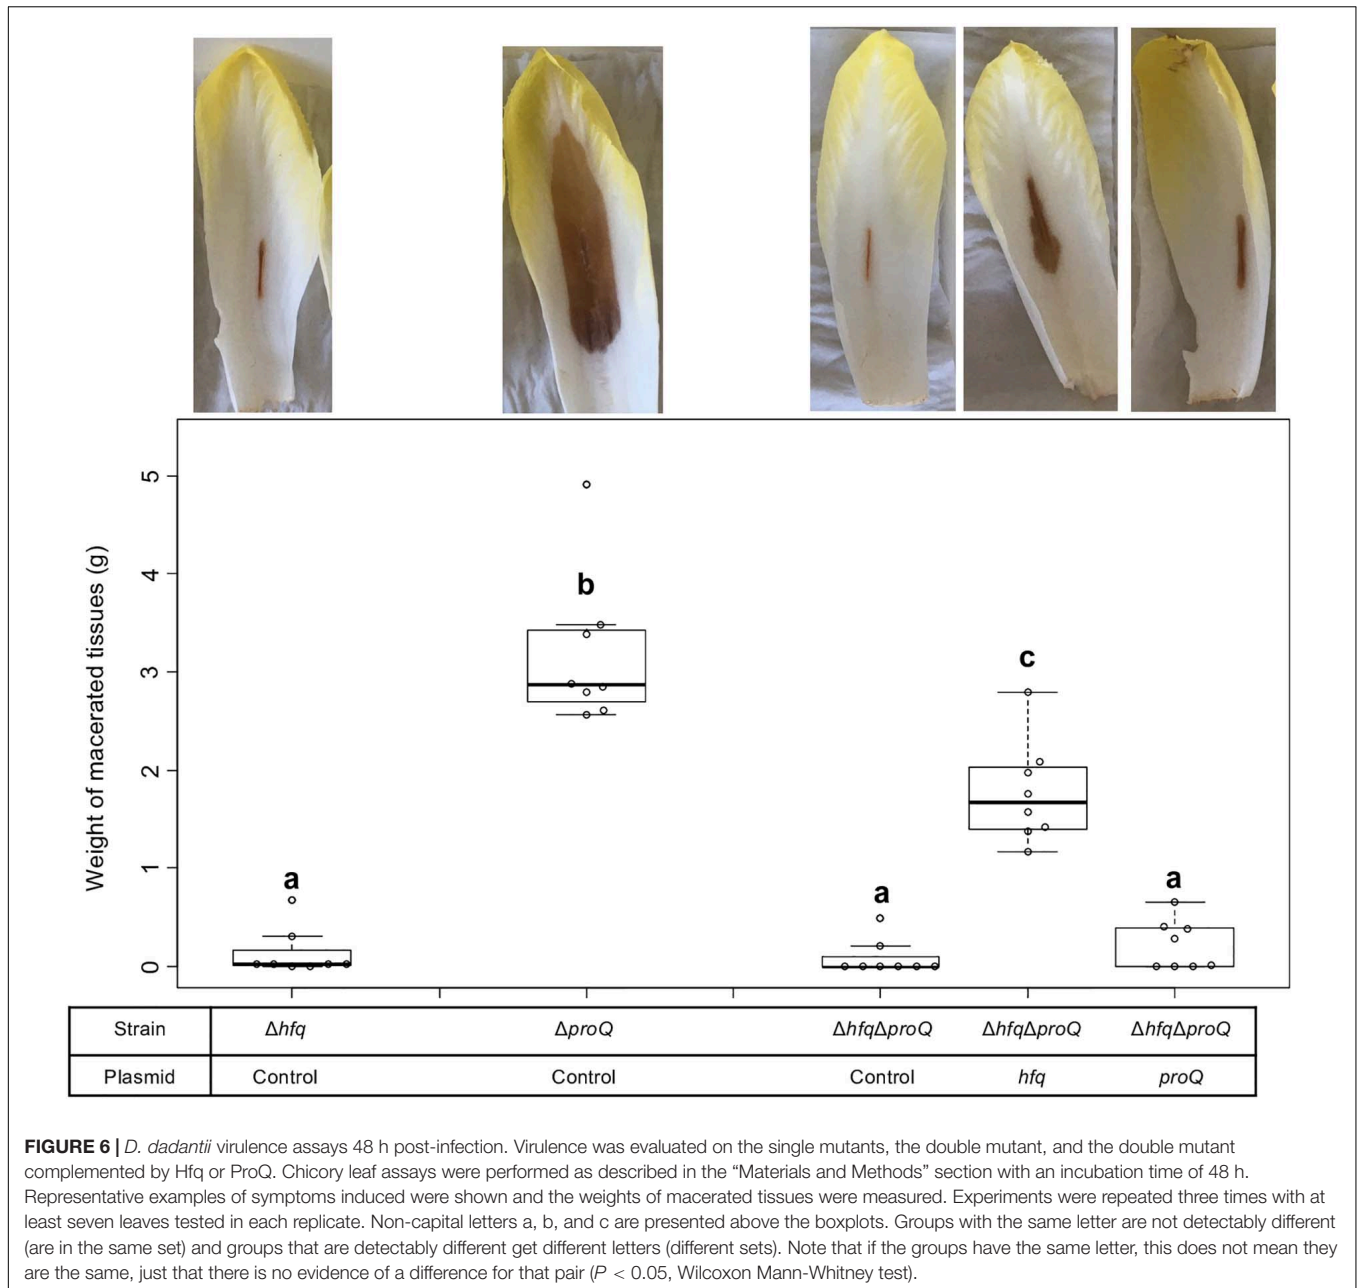 b
c
a
a
a
Weight of macerated tissues (g)
5
4
3
2
1
0
Strain Δhfq ΔproQ ΔhfqΔproQ ΔhfqΔproQ ΔhfqΔproQ
Plasmid Control Control Control hfq proQ
FIGURE 6 | D. dadantii virulence assays 48 h post-infection. Virulence was evaluated on the single mutants, the double mutant, and the double mutant
complemented by Hfq or ProQ. Chicory leaf assays were performed as described in the “Materials and Methods” section with an incubation time of 48 h.
Representative examples of symptoms induced were shown and the weights of macerated tissues were measured. Experiments were repeated three times with at
least seven leaves tested in each replicate. Non-capital letters a, b, and c are presented above the boxplots. Groups with the same letter are not detectably different
(are in the same set) and groups that are detectably different get different letters (different sets). Note that if the groups have the same letter, this does not mean they
are the same, just that there is no evidence of a difference for that pair (P < 0.05, Wilcoxon Mann-Whitney test).